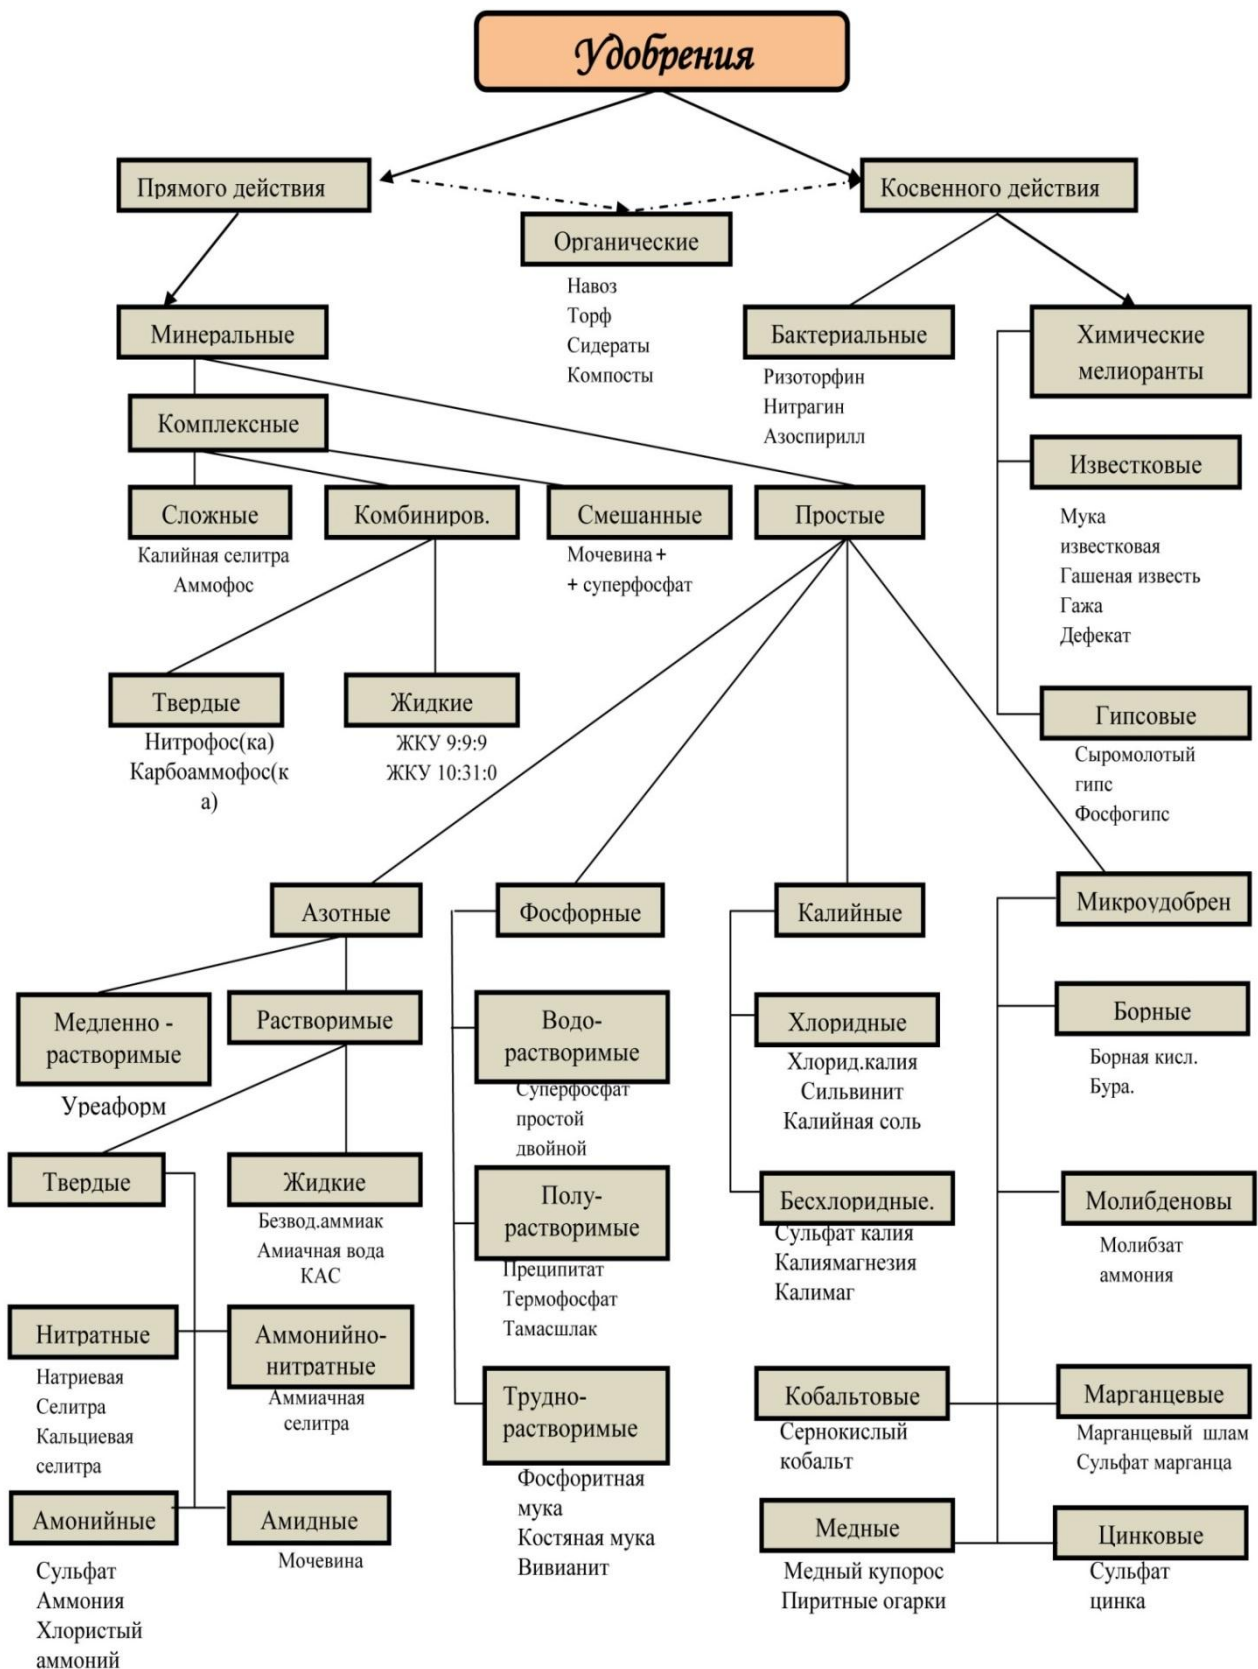 Удобрения
Прямого действия
Косвенного действия
Органические
Навоз
Торф
Сидераты
Компосты
Минеральные
Бактериальные
Ризоторфин
Нитрагин
Азоспирилл
Химические
мелиоранты
Комплексные
Известковые
Мука
известковая
Гашеная известь
Гажа
Дефекат
Сложные
Калийная селитра
Аммофос
Комбиниров.
Смешанные
Мочевина +
+ суперфосфат
Простые
Твердые
Нитрофос(ка)
Карбоаммофос(к
а)
Жидкие
ЖКУ 9:9:9
ЖКУ 10:31:0
Гипсовые
Сыромолотый
гипс
Фосфогипс
Азотные
Фосфорные
Калийные
Микроудобрен
Медленно -
растворимые
Уреаформ
Растворимые
Водо-
растворимые
Суперфосфат
простой
двойной
Хлоридные
Хлорид.калия
Сильвинит
Калийная соль
Борные
Борная кисл.
Бура.
Твердые
Жидкие
Безвод.аммиак
Амиачная вода
КАС
Полу-
растворимые
Преципитат
Термофосфат
Тамасшлак
Бесхлоридные.
Сульфат калия
Калиямагнезия
Калимаг
Молибденовы
Молибзат
аммония
Нитратные
Натриевая
Селитра
Кальциевая
селитра
Аммонийно-
нитратные
Аммиачная
селитра
Трудно-
растворимые
Фосфоритная
мука
Костяная мука
Вивианит
Кобальтовые
Сернокислый
кобальт
Марганцевые
Марганцевый шлам
Сульфат марганца
Амонийные
Сульфат
Аммония
Хлористый
аммоний
Амидные
Мочевина
Медные
Медный купорос
Пиритные огарки
Цинковые
Сульфат
цинка